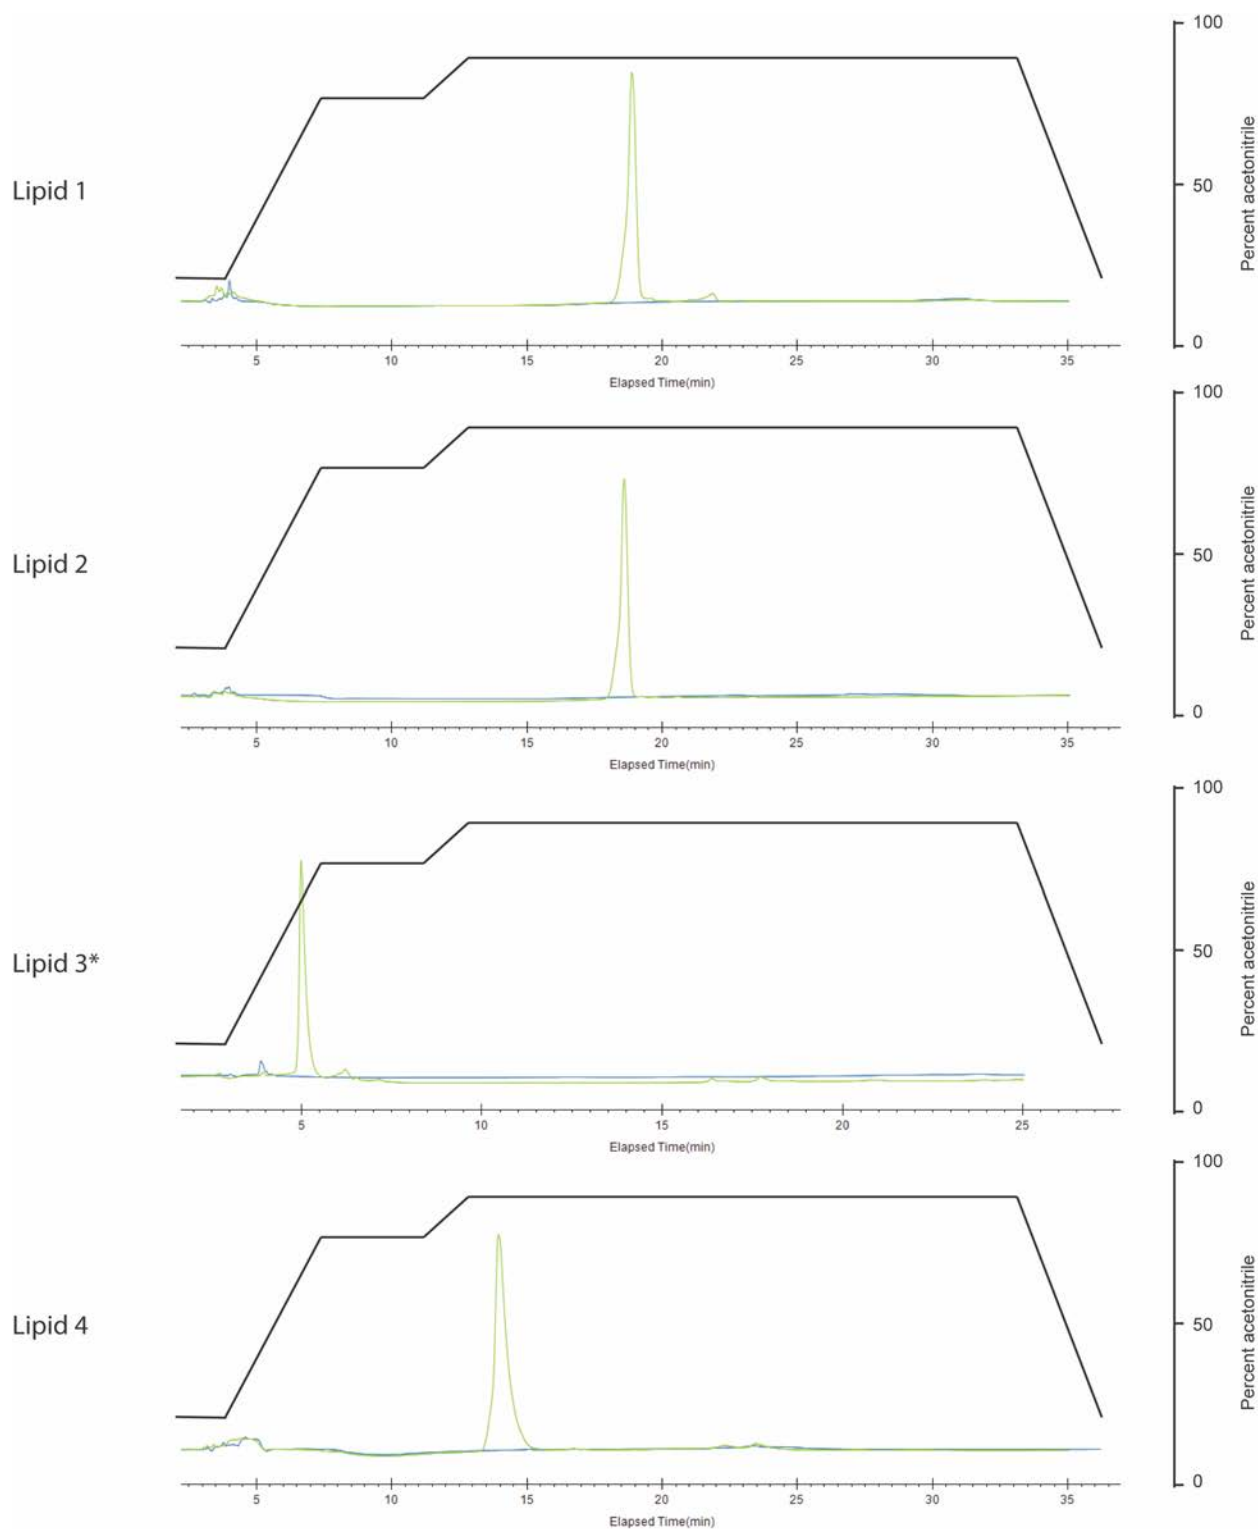 100
Lipid 1
50
Percent acetonitrile
0
5 10 15 20 25 30 35
Elapsed Time(min)
100
Lipid 2
50
Percent acetonitrile
0
5 10 15 20 25 30 35
Elapsed Time(min)
100
Lipid 3*
50
Percent acetonitrile
0
5 10 15 20 25
Elapsed Time(min)
100
Lipid 4
50
Percent acetonitrile
0
5 10 15 20 25 30 35
Elapsed Time(min)